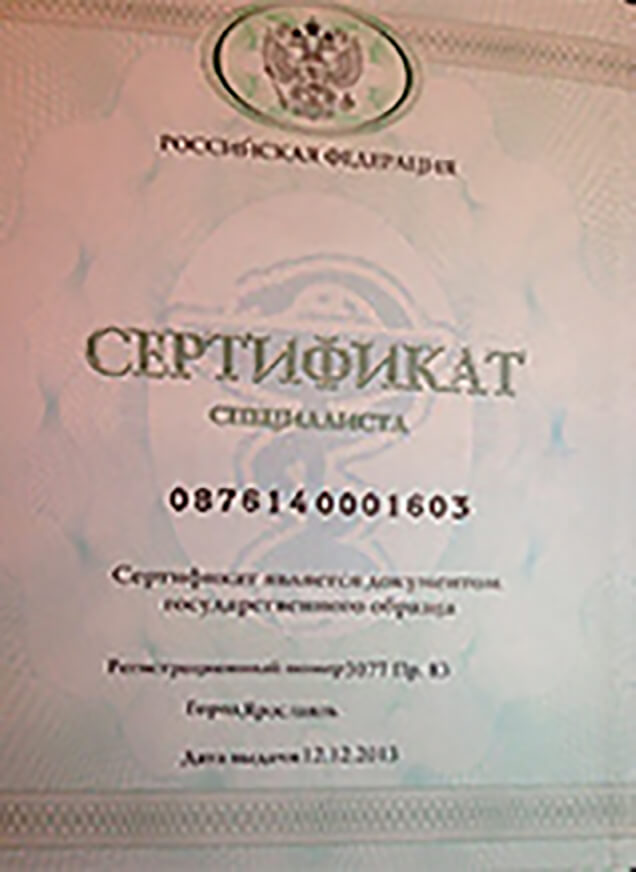 РОССИЙСКАЯ ФЕДЕРАЦИЯ
СЕРТИФИКАТ
СПЕЦИАЛИСТА
0876140001603
Сертификат является документом
государственного образца
Регистрационный номер 3077 Пр. 83
Город Ярославль
Дата выдачи 12.12.2013